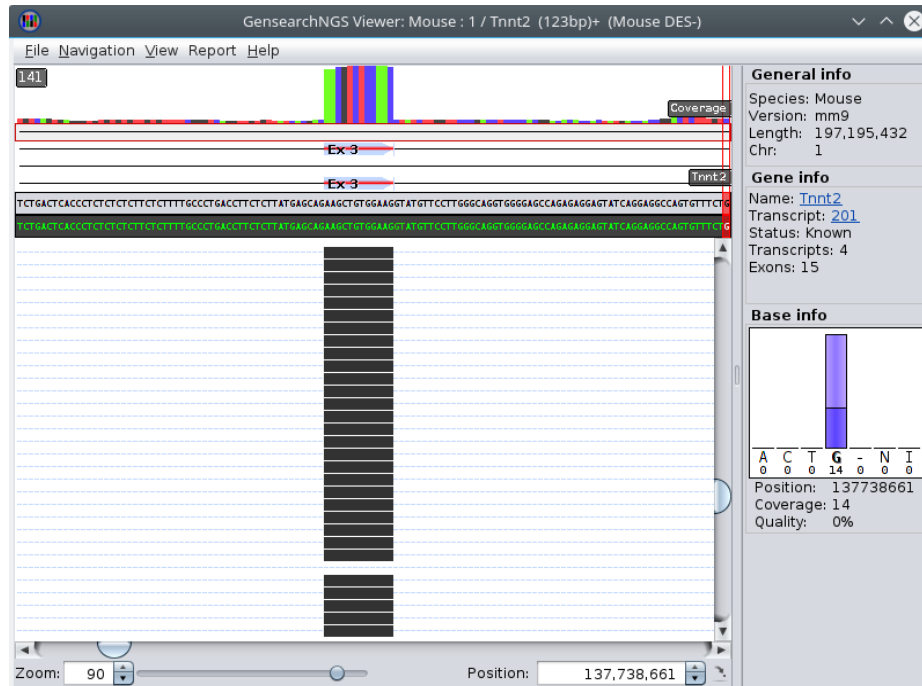 GensearchNGS Viewer: Mouse : 1 / Tnnt2 (123bp)+ (Mouse DES-)
File Navigation View Report Help
141
Coverage
Ex 3
Ex 3
Tnnt2
TCTGACTCACCCTCTCTCTCTTCTCTTTTGCCCTGACCTTCTCTTATGAGCAGAAGCTGTGGAAGGTATGTTCCTTGGGCAGGTGGGGAGCCAGAGAGGAGTATCAGGAGGCCAGTGTTTCTG
TCTGACTCACCCTCTCTCTCTTCTCTTTTGCCCTGACCTTCTCTTATGAGCAGAAGCTGTGGAAGGTATGTTCCTTGGGCAGGTGGGGAGCCAGAGAGGAGTATCAGGAGGCCAGTGTTTCTG
Zoom: 90
Position: 137,738,661
General info
Species: Mouse
Version: mm9
Length: 197,195,432
Chr: 1
Gene info
Name: Tnnt2
Transcript: 201
Status: Known
Transcripts: 4
Exons: 15
Base info
A C T G - N I
0 0 0 14 0 0 0
Position: 137738661
Coverage: 14
Quality: 0%